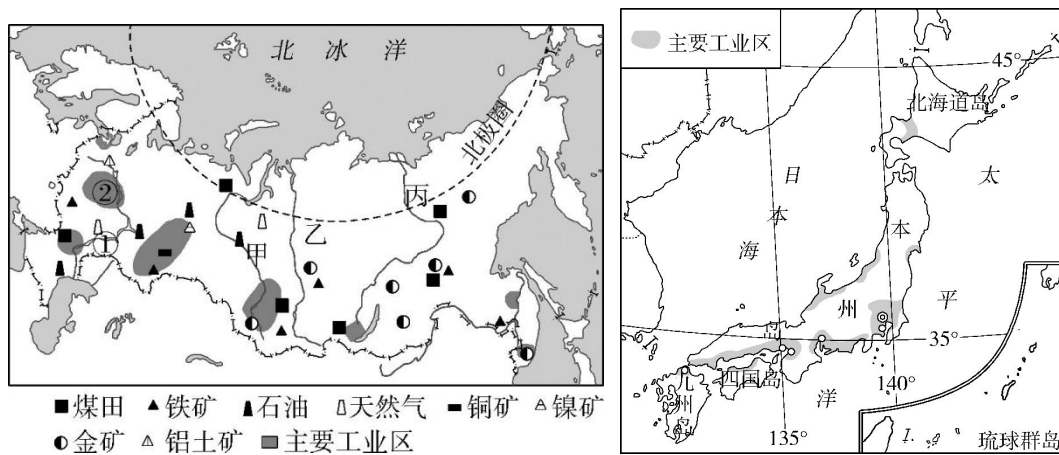 北冰洋
北极圈
②
①
甲
乙
丙
煤田 铁矿 石油 天然气 铜矿 镍矿
金矿 铝土矿 主要工业区
主要工业区
45°
北海道岛
日本海
太平洋
本州岛
35°
四国岛
九州岛
140°
135°
琉球群岛